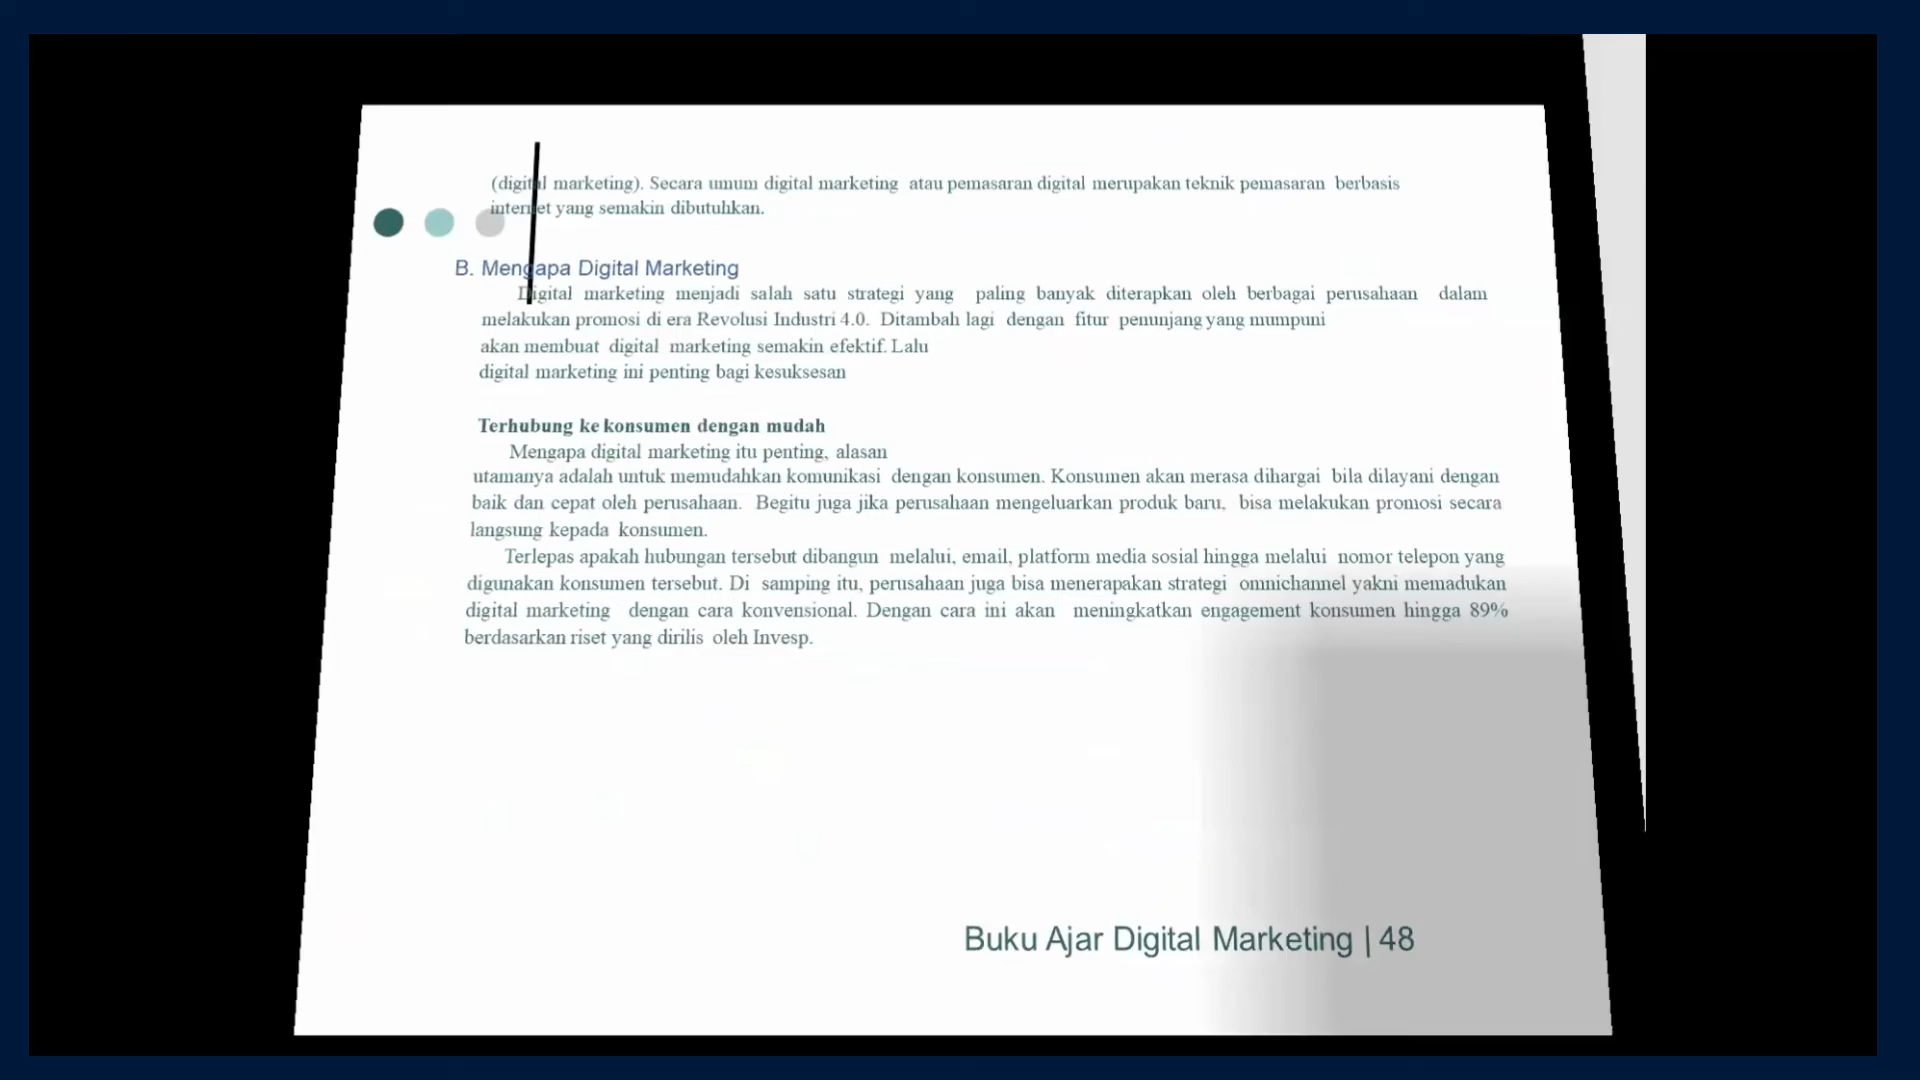 (digital marketing). Secara umum digital marketing atau pemasaran digital merupakan teknik pemasaran berbasis
internet yang semakin dibutuhkan.
B. Mengapa Digital Marketing
Digital marketing menjadi salah satu strategi yang paling banyak diterapkan oleh berbagai perusahaan dalam
melakukan promosi di era Revolusi Industri 4.0. Ditambah lagi dengan fitur penunjang yang mumpuni
akan membuat digital marketing semakin efektif. Lalu
digital marketing ini penting bagi kesuksesan
Terhubung ke konsumen dengan mudah
Mengapa digital marketing itu penting, alasan
utamanya adalah untuk memudahkan komunikasi dengan konsumen. Konsumen akan merasa dihargai bila dilayani dengan
baik dan cepat oleh perusahaan. Begitu juga jika perusahaan mengeluarkan produk baru, bisa melakukan promosi secara
langsung kepada konsumen.
Terlepas apakah hubungan tersebut dibangun melalui, email, platform media sosial hingga melalui nomor telepon yang
digunakan konsumen tersebut. Di samping itu, perusahaan juga bisa menerapakan strategi omnichannel yakni memadukan
digital marketing dengan cara konvensional. Dengan cara ini akan meningkatkan engagement konsumen hingga 89%
berdasarkan riset yang dirilis oleh Invesp.
Buku Ajar Digital Marketing | 48